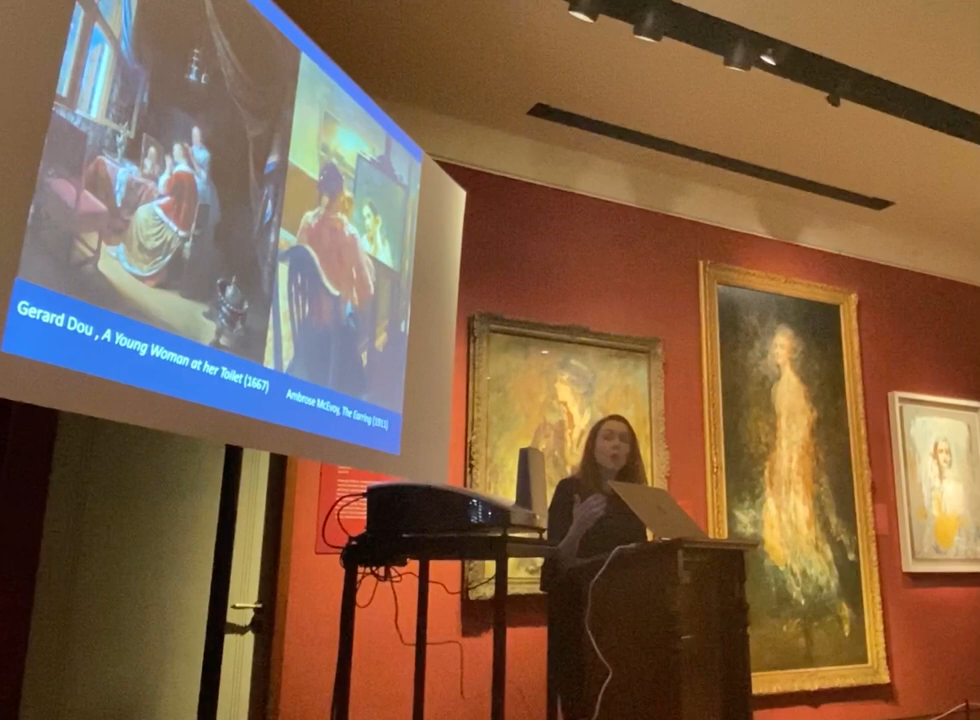 Gerard Dou , A Young Woman at her Toilet (1667)
Ambrose McEvoy, The Earring (1911)